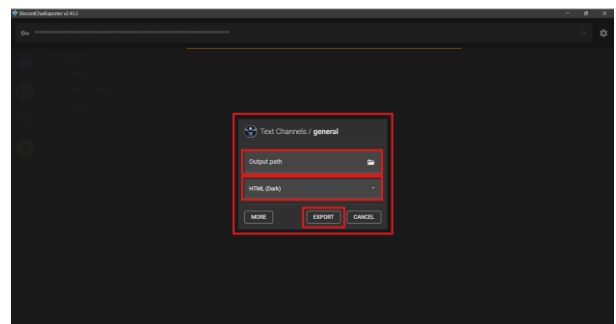 DiscordChatExporter v2.43.3
Text Channels / general
Output path
HTML (Dark)
MORE
EXPORT
CANCEL